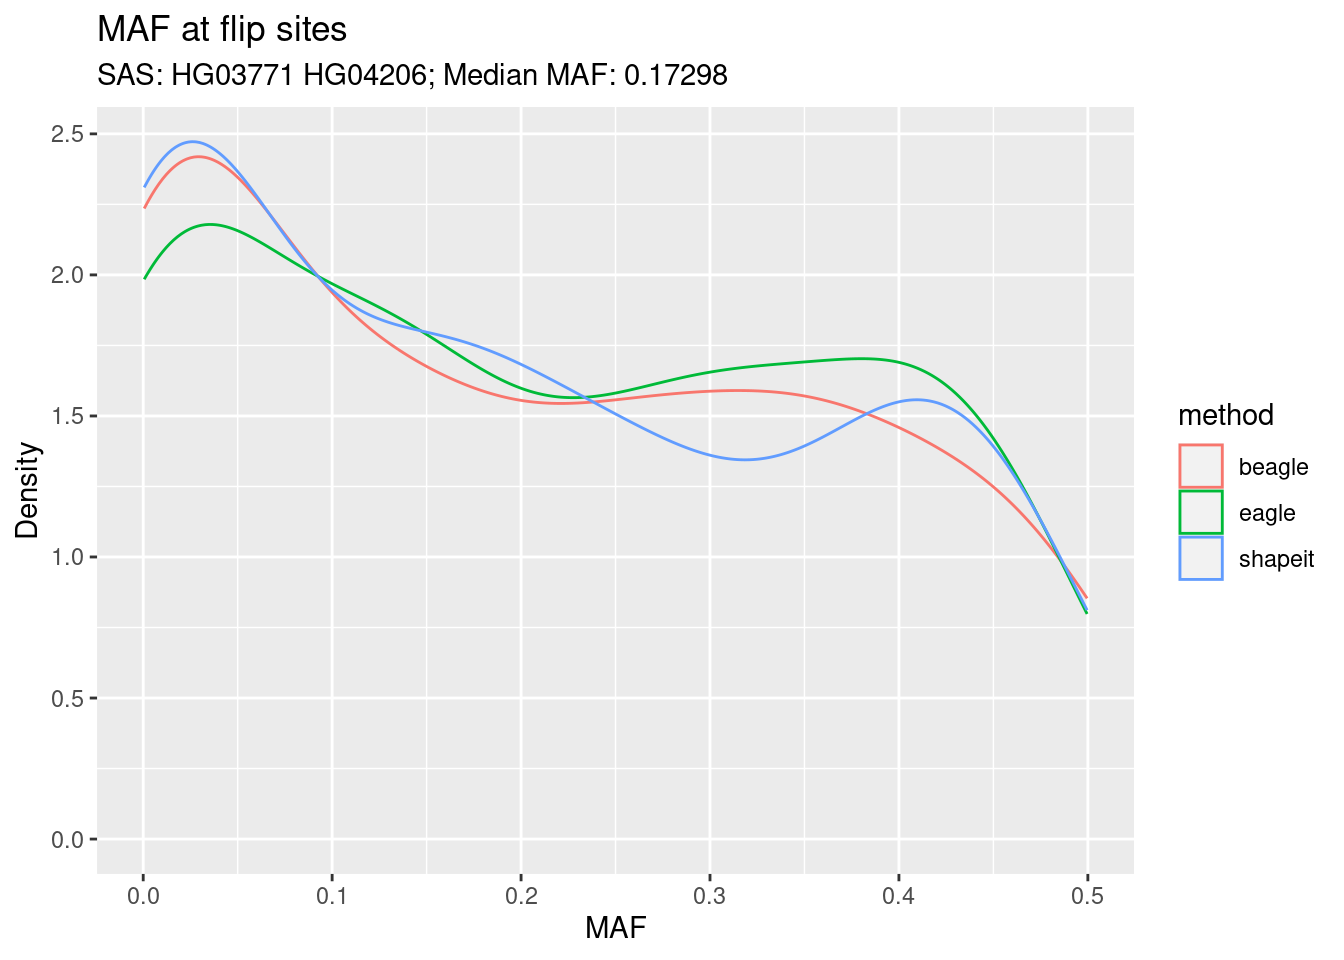 MAF at flip sites
SAS: HG03771 HG04206; Median MAF: 0.17298
2.5
2.0
1.5
1.0
0.5
0.0
Density
0.0 0.1 0.2 0.3 0.4 0.5
MAF
method
beagle
eagle
shapeit